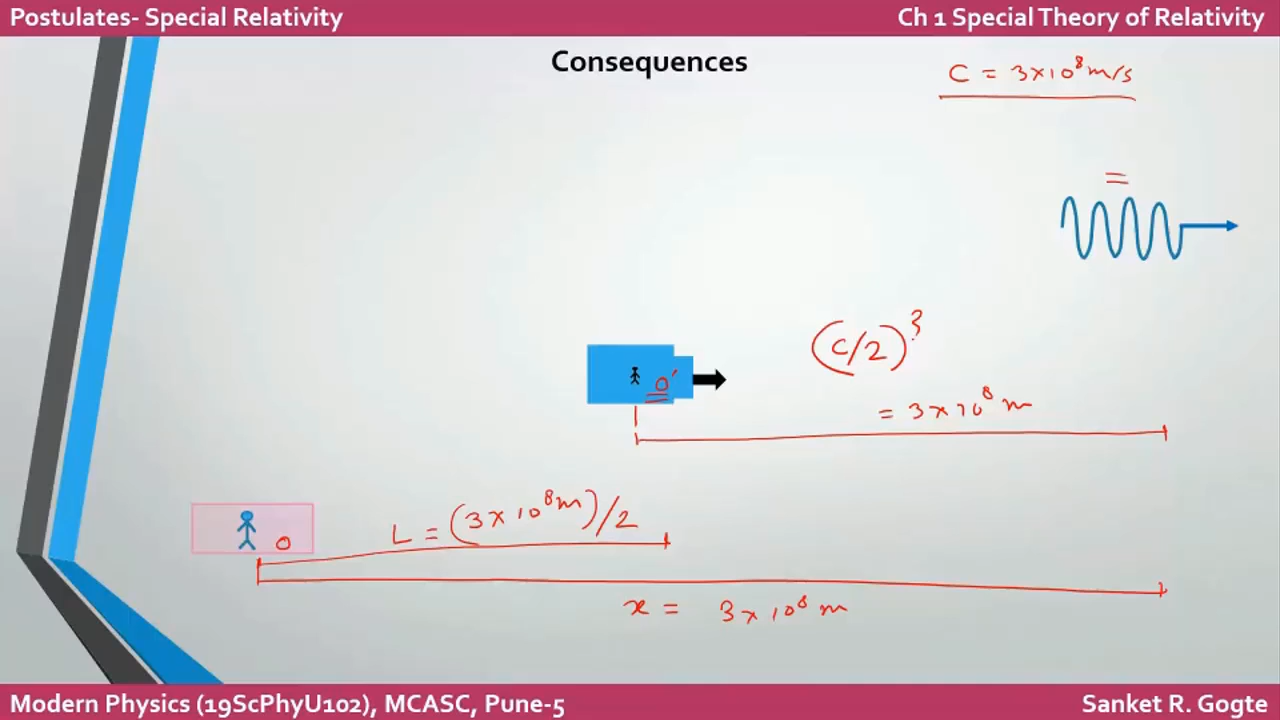 Postulates- Special Relativity
Ch 1 Special Theory of Relativity
Consequences
C = 3×10⁸ m/s
=
(C/2)?
O′
= 3×10⁸ m
L = (3×10⁸ m)/2
O
x = 3×10⁸ m
Modern Physics (19ScPhyU102), MCASC, Pune-5
Sanket R. Gogte